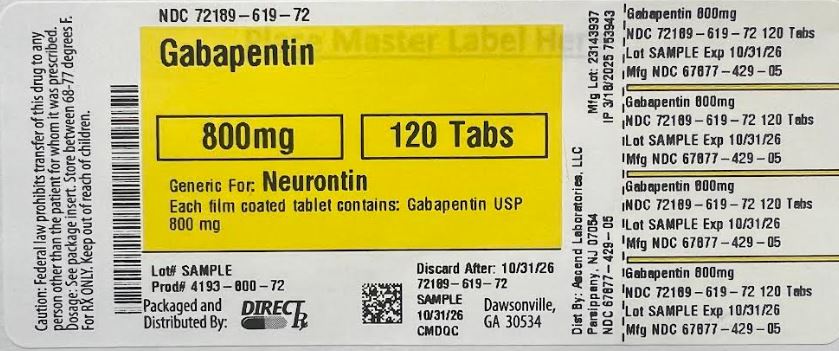 Caution: Federal law prohibits transfer of this drug to any
person other than the patient for whom it was prescribed.
Dosage: See package insert. Store between 68-77 degrees F.
For RX ONLY. Keep out of reach of children.
NDC 72189-619-72
Place Master Label Her
Gabapentin
800mg
120 Tabs
Generic For: Neurontin
Each film coated tablet contains: Gabapentin USP
800 mg
Lot# SAMPLE
Prod# 4193-800-72
Packaged and
Distributed By:
DIRECT Rx
Discard After: 10/31/26
72189-619-72
SAMPLE
10/31/26
CMDQC
Dawsonville,
GA 30534
Dist By: Ascend Laboratories, LLC
Parsippany, NJ 07054
NDC 67877-429-05
Mfg Lot: 23143937
IP 3/18/2025 753943
Gabapentin 800mg
NDC 72189-619-72 120 Tabs
Lot SAMPLE Exp 10/31/26
Mfg NDC 67877-429-05
Gabapentin 800mg
NDC 72189-619-72 120 Tabs
Lot SAMPLE Exp 10/31/26
Mfg NDC 67877-429-05
Gabapentin 800mg
NDC 72189-619-72 120 Tabs
Lot SAMPLE Exp 10/31/26
Mfg NDC 67877-429-05
Gabapentin 800mg
NDC 72189-619-72 120 Tabs
Lot SAMPLE Exp 10/31/26
Mfg NDC 67877-429-05